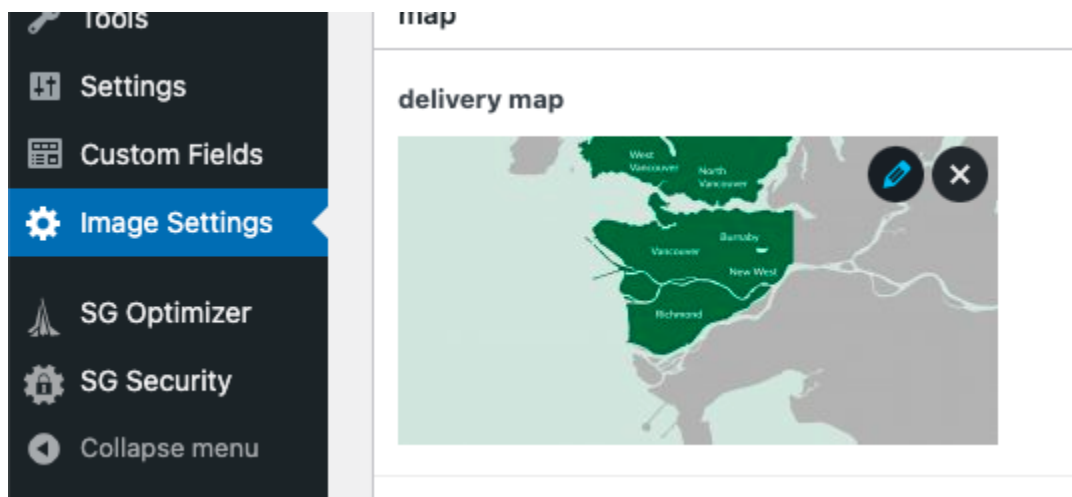 Tools
Settings
Custom Fields
Image Settings
SG Optimizer
SG Security
Collapse menu
map
delivery map
West
Vancouver
North
Vancouver
Vancouver
Burnaby
New West
Richmond